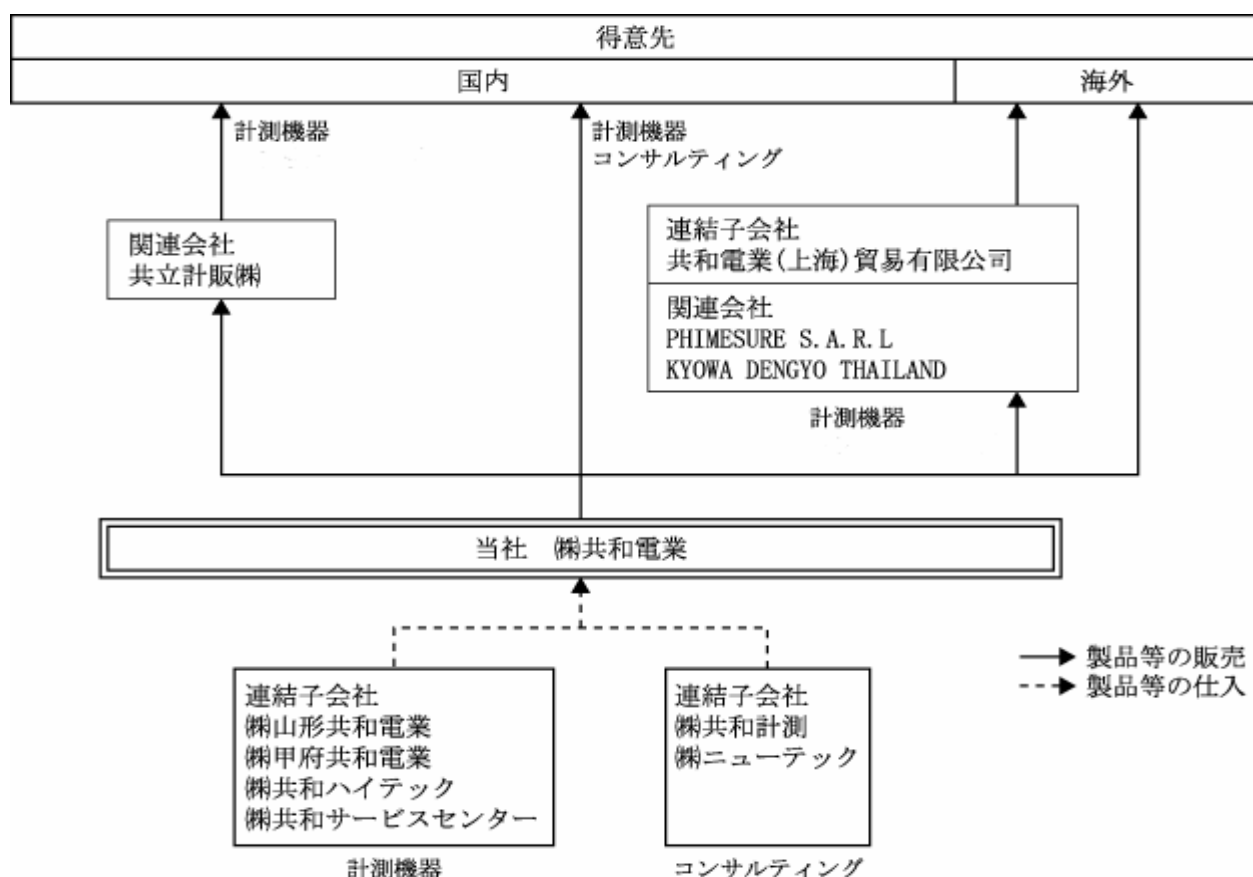 得意先
国内
海外
計測機器
計測機器
コンサルティング
関連会社
共立計販㈱
連結子会社
共和電業(上海)貿易有限公司
関連会社
PHIMESURE S.A.R.L
KYOWA DENGYO THAILAND
計測機器
当社 ㈱共和電業
製品等の販売
製品等の仕入
連結子会社
㈱山形共和電業
㈱甲府共和電業
㈱共和ハイテック
㈱共和サービスセンター
計測機器
連結子会社
㈱共和計測
㈱ニューテック
コンサルティング